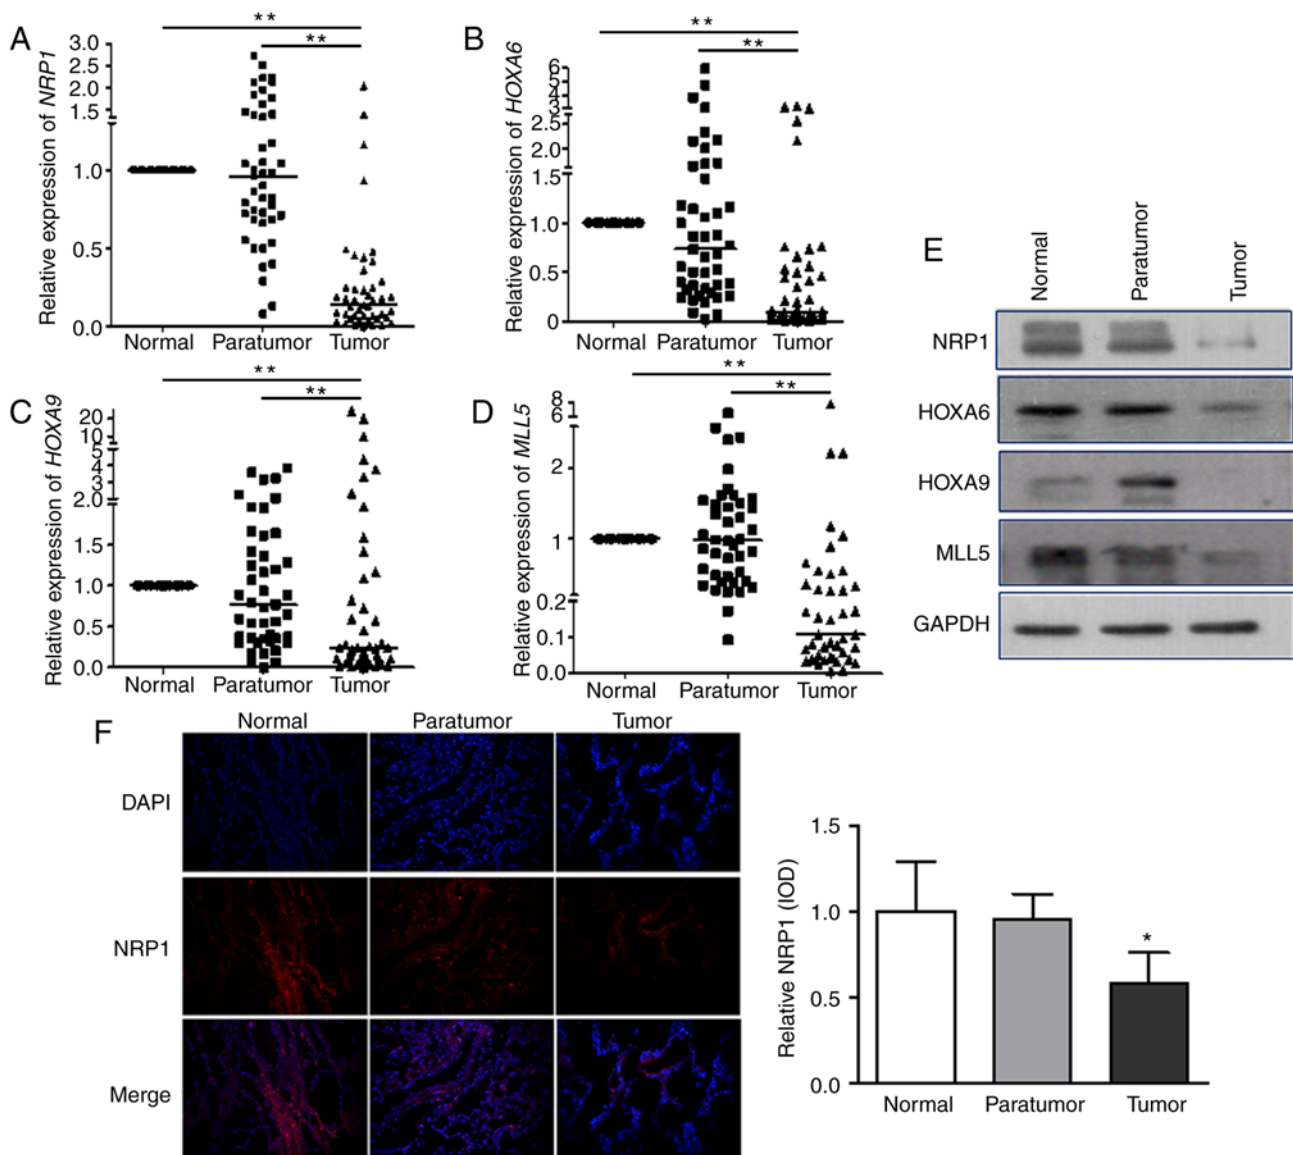 A
Relative expression of NRP1
3.0
2.5
2.0
1.5
1.0
0.5
0.0
**
**
Normal Paratumor Tumor
B
Relative expression of HOXA6
6
5
4
3
2.5
2.0
1.5
1.0
0.5
0
**
**
Normal Paratumor Tumor
C
Relative expression of HOXA9
20
10
5
4
3
2.0
1.5
1.0
0.5
0.0
**
**
Normal Paratumor Tumor
D
Relative expression of MLL5
8
6
2
1
0.2
0.1
0.0
**
**
Normal Paratumor Tumor
E
Normal Paratumor Tumor
NRP1
HOXA6
HOXA9
MLL5
GAPDH
F
Normal Paratumor Tumor
DAPI
NRP1
Merge
Relative NRP1 (IOD)
1.5
1.0
0.5
0.0
*
Normal Paratumor Tumor